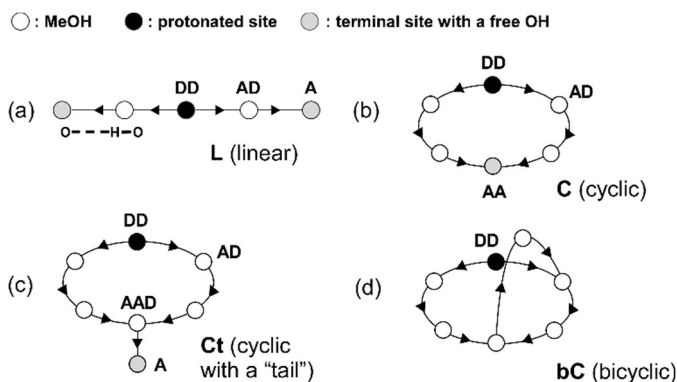 : MeOH : protonated site : terminal site with a free OH
(a) DD AD A
O---H-O
L (linear)
(b) DD
AD
AA
C (cyclic)
(c) DD
AD
AAD
A
Ct (cyclic
with a “tail”)
(d) DD
bC (bicyclic)